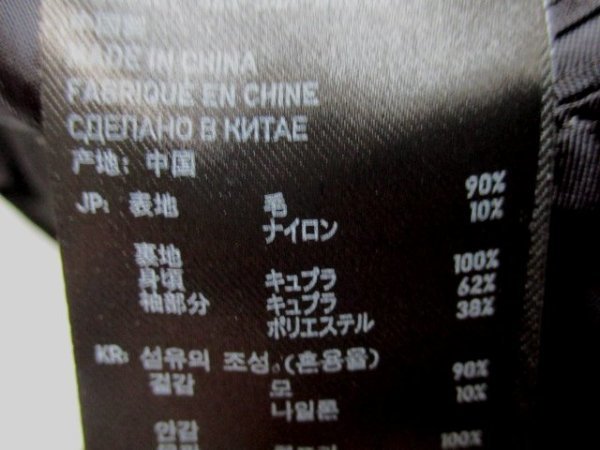 MADE IN CHINA
FABRIQUE EN CHINE
СДЕЛАНО В КИТАЕ
产地: 中国
JP: 表地 毛 90%
ナイロン 10%
裏地
身頃 キュプラ 100%
袖部分 キュプラ 62%
ポリエステル 38%
KR: 섬유의 조성 (혼용율)
겉감 모 90%
나일론 10%
안감
100%